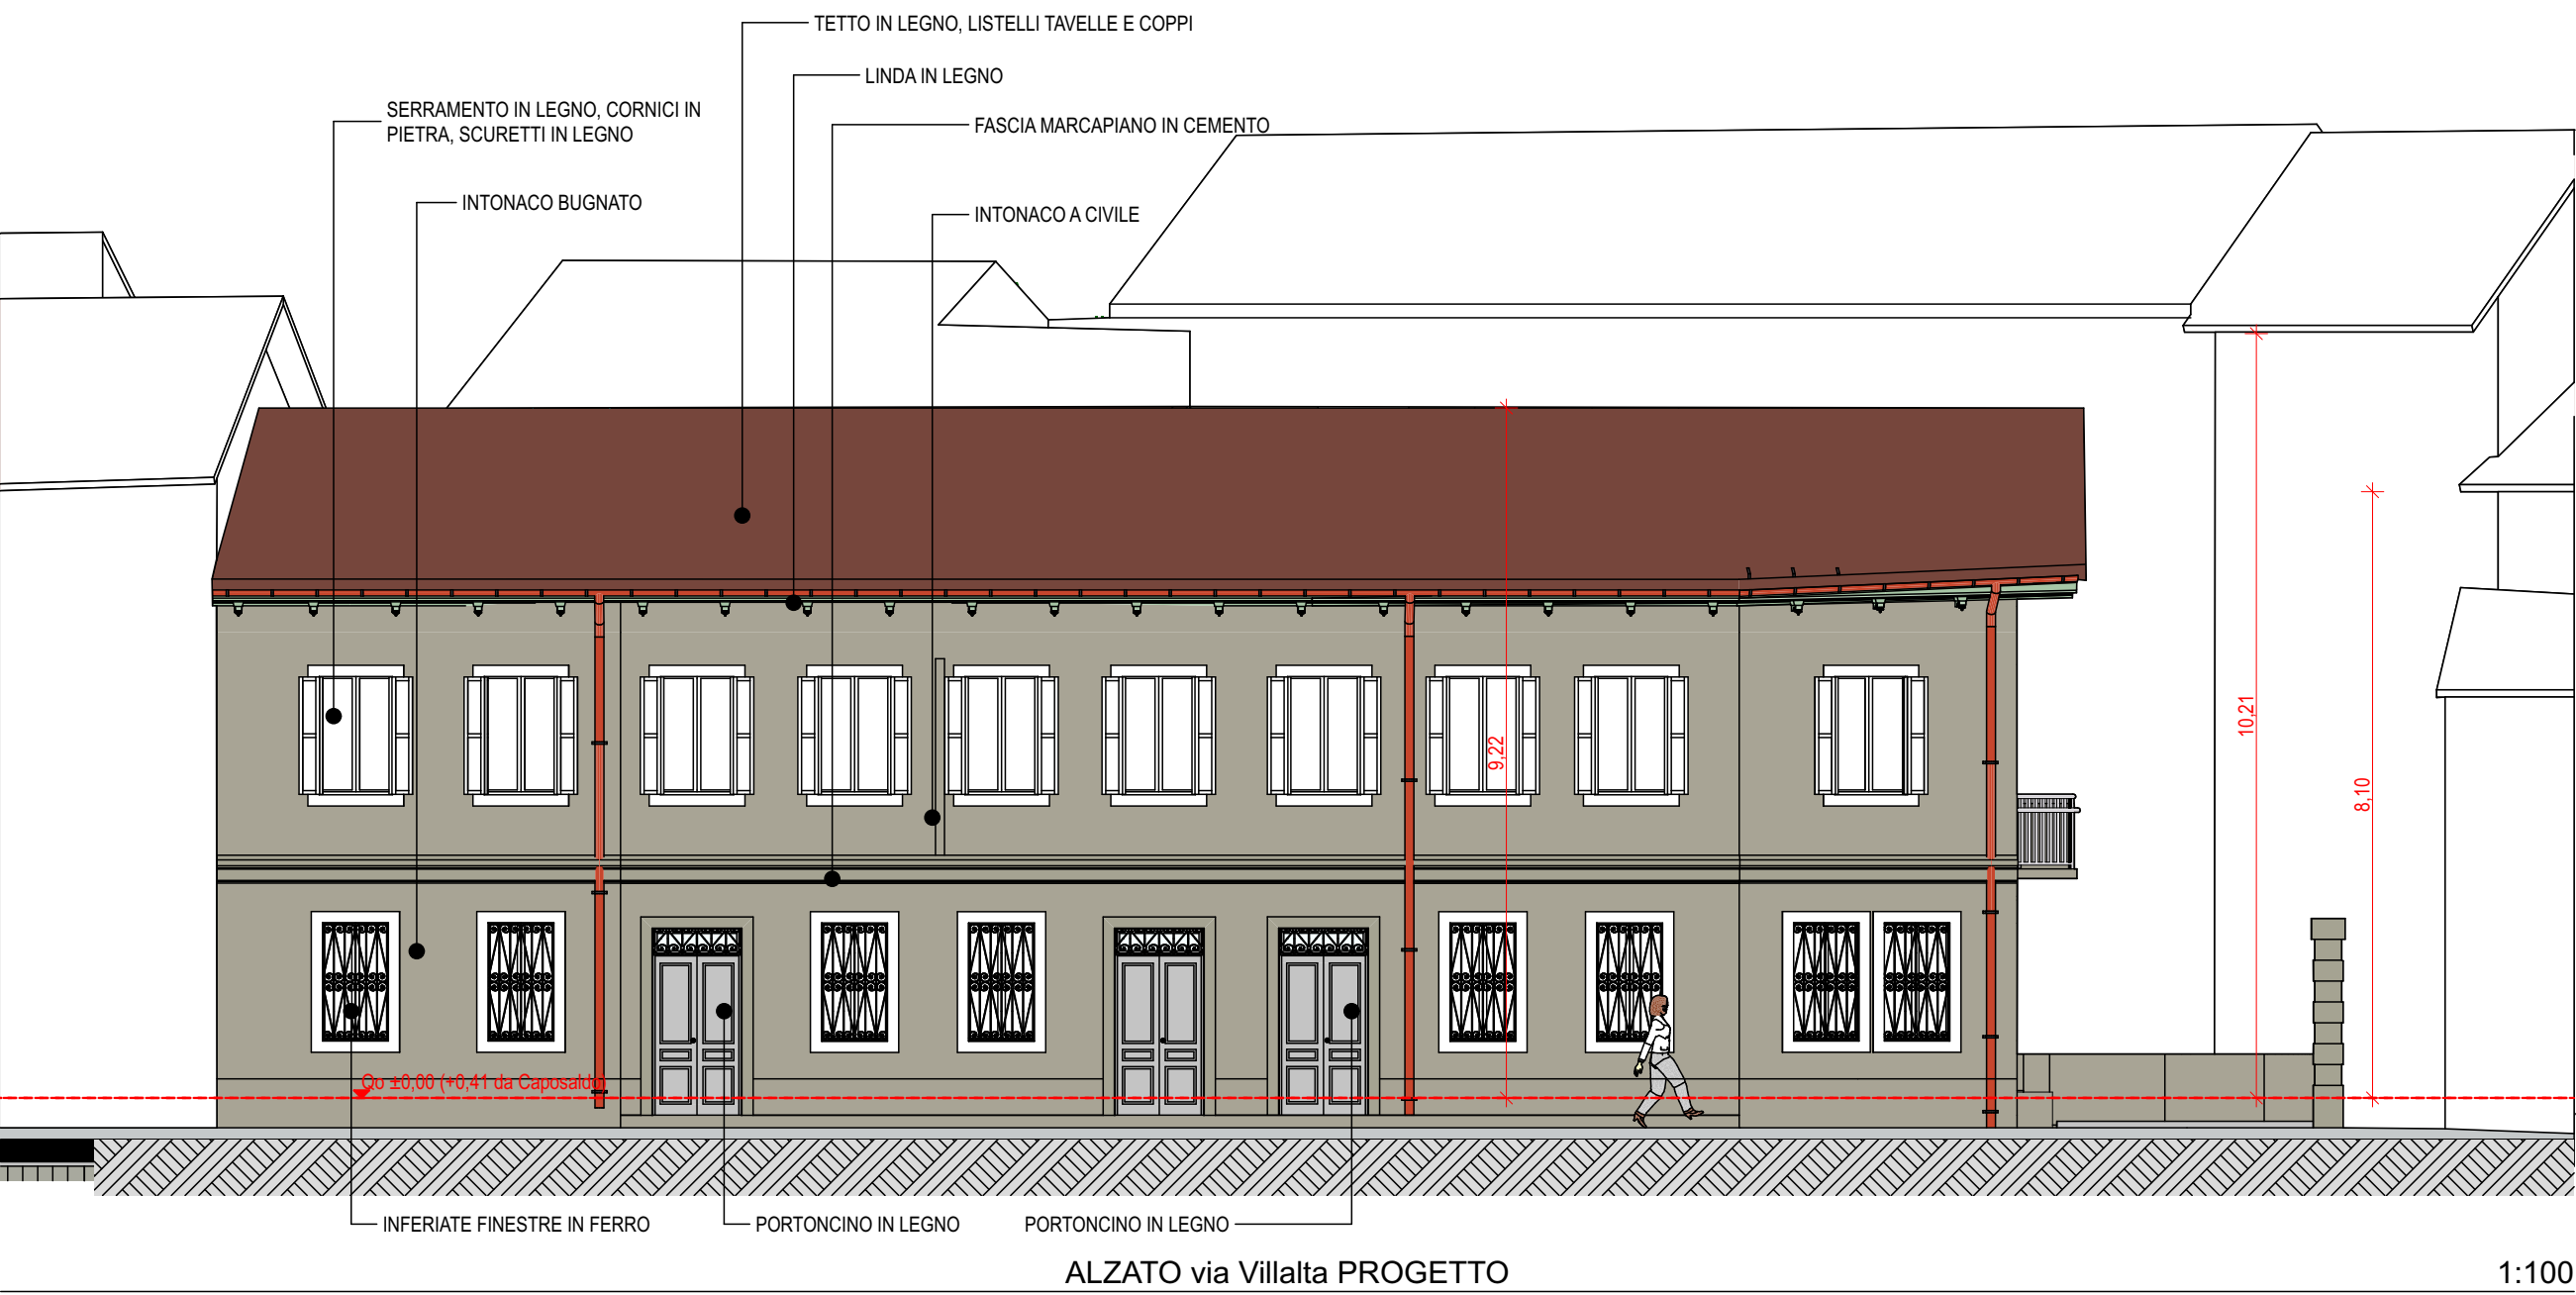 TETTO IN LEGNO, LISTELLI TAVELLE E COPPI
LINDA IN LEGNO
SERRAMENTO IN LEGNO, CORNICI IN
PIETRA, SCURETTI IN LEGNO
FASCIA MARCAPIANO IN CEMENTO
INTONACO BUGNATO
INTONACO A CIVILE
9,22
10,21
8,10
Qo ±0,00 (+0,41 da Caposaldo)
INFERIATE FINESTRE IN FERRO
PORTONCINO IN LEGNO
PORTONCINO IN LEGNO
ALZATO via Villalta PROGETTO
1:100